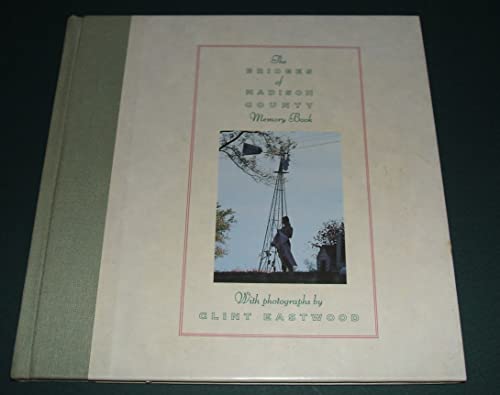 The
BRIDGES
of
MADISON
COUNTY
Memory Book
With photographs by
CLINT EASTWOOD